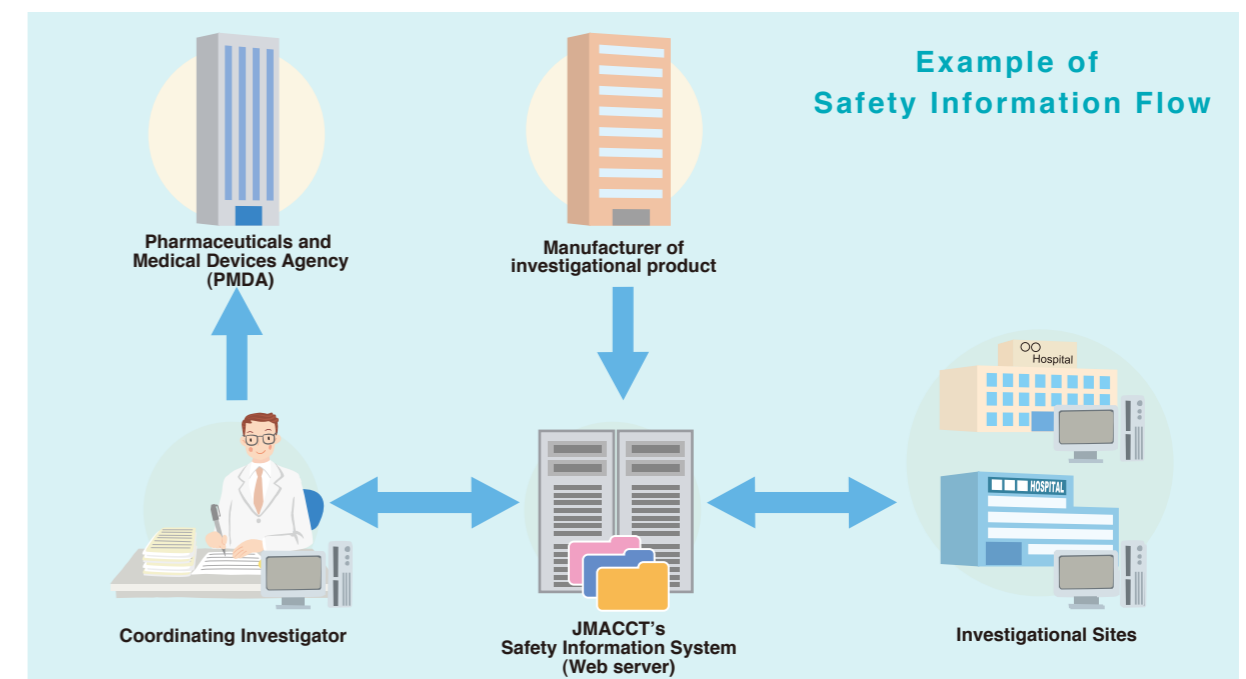 Example of
Safety Information Flow
Pharmaceuticals and
Medical Devices Agency
(PMDA)
Manufacturer of
investigational product
○○
Hospital
HOSPITAL
Coordinating Investigator
JMACCT's
Safety Information System
(Web server)
Investigational Sites